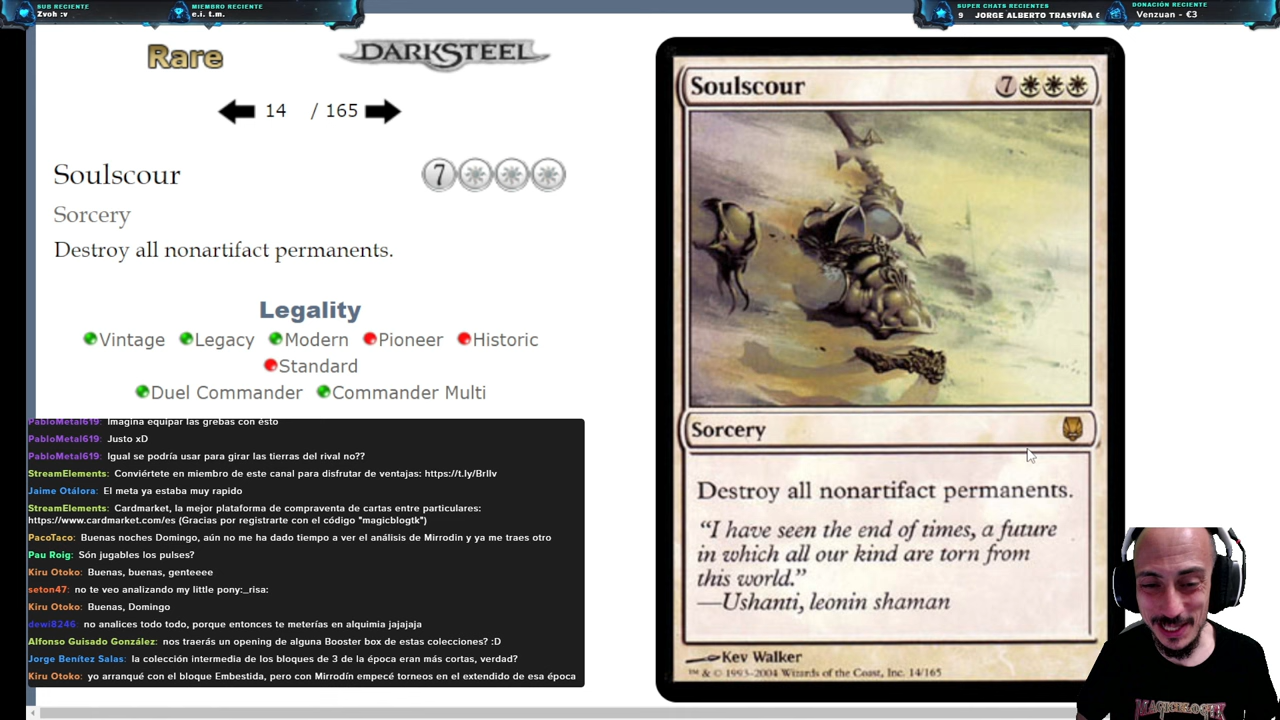 SUB RECIENTE
Zvoh :v
MIEMBRO RECIENTE
e.i. t.m.
SUPER CHATS RECIENTES
9 JORGE ALBERTO TRASVIÑA
DONACIÓN RECIENTE
Venzuan - €3
Rare
DARKSTEEL
14 / 165
Soulscour
7
Sorcery
Destroy all nonartifact permanents.
Legality
Vintage Legacy Modern Pioneer Historic
Standard
Duel Commander Commander Multi
PabloMetal619: Imagina equipar las grebas con ésto
PabloMetal619: Justo xD
PabloMetal619: Igual se podría usar para girar las tierras del rival no??
StreamElements: Conviértete en miembro de este canal para disfrutar de ventajas: https://t.ly/Brllv
Jaime Otálora: El meta ya estaba muy rapido
StreamElements: Cardmarket, la mejor plataforma de compraventa de cartas entre particulares:
https://www.cardmarket.com/es (Gracias por registrarte con el código "magicblogtk")
PacoTaco: Buenas noches Domingo, aún no me ha dado tiempo a ver el análisis de Mirrodin y ya me traes otro
Pau Roig: Són jugables los pulses?
Kiru Otoko: Buenas, buenas, genteeee
seton47: no te veo analizando my little pony:_risa:
Kiru Otoko: Buenas, Domingo
dewi8246: no analices todo todo, porque entonces te meterías en alquimia jajajaja
Alfonso Guisado González: nos traerás un opening de alguna Booster box de estas colecciones? :D
Jorge Benítez Salas: la colección intermedia de los bloques de 3 de la época eran más cortas, verdad?
Kiru Otoko: yo arranqué con el bloque Embestida, pero con Mirrodín empecé torneos en el extendido de esa época
Soulscour
7
Sorcery
Destroy all nonartifact permanents.
“I have seen the end of times, a future
in which all our kind are torn from
this world.”
—Ushanti, leonin shaman
Kev Walker
™ & © 1993–2004 Wizards of the Coast, Inc. 14/165
MAGICBLOGTK